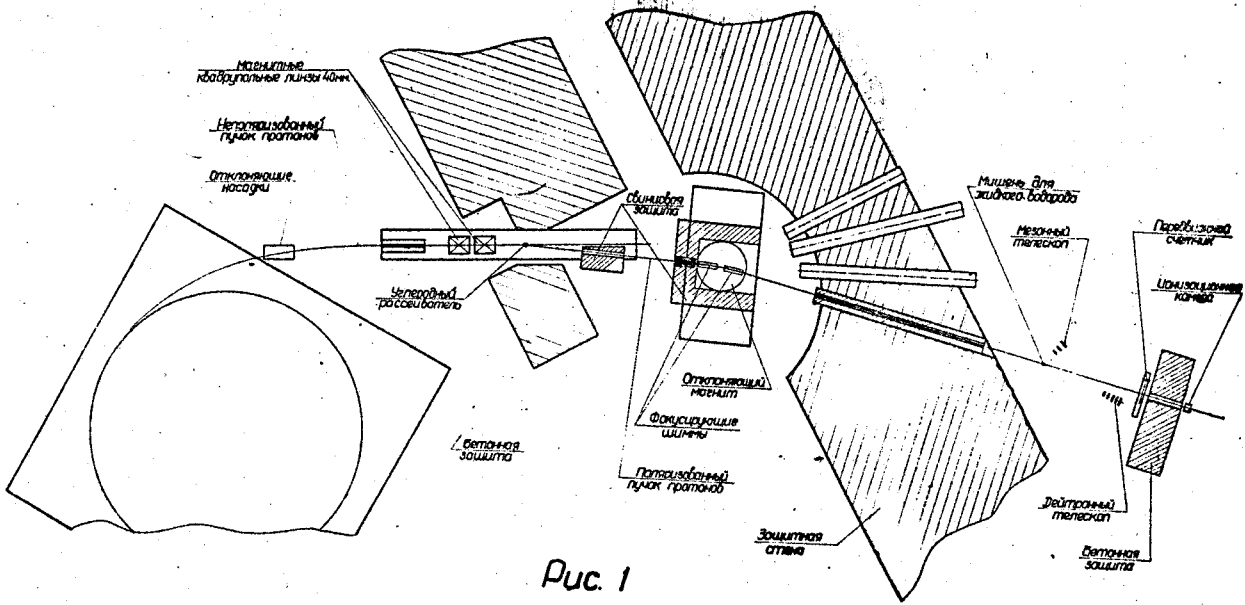 Магнитные
квадрупольные линзы 40мм.
Неполяризованный
пучок протонов
Отклоняющие
насадки
Свинцовая
защита
Углеродный
рассеиватель
Мишень для
жидкого водорода
Мезонный
телескоп
Передвижной
счетчик
Ионизационная
камера
Отклоняющий
магнит
Фокусирующие
шиммы
Бетонная
защита
Поляризованный
пучок протонов
Защитная
стена
Дейтронный
телескоп
Бетонная
защита
Рис. 1